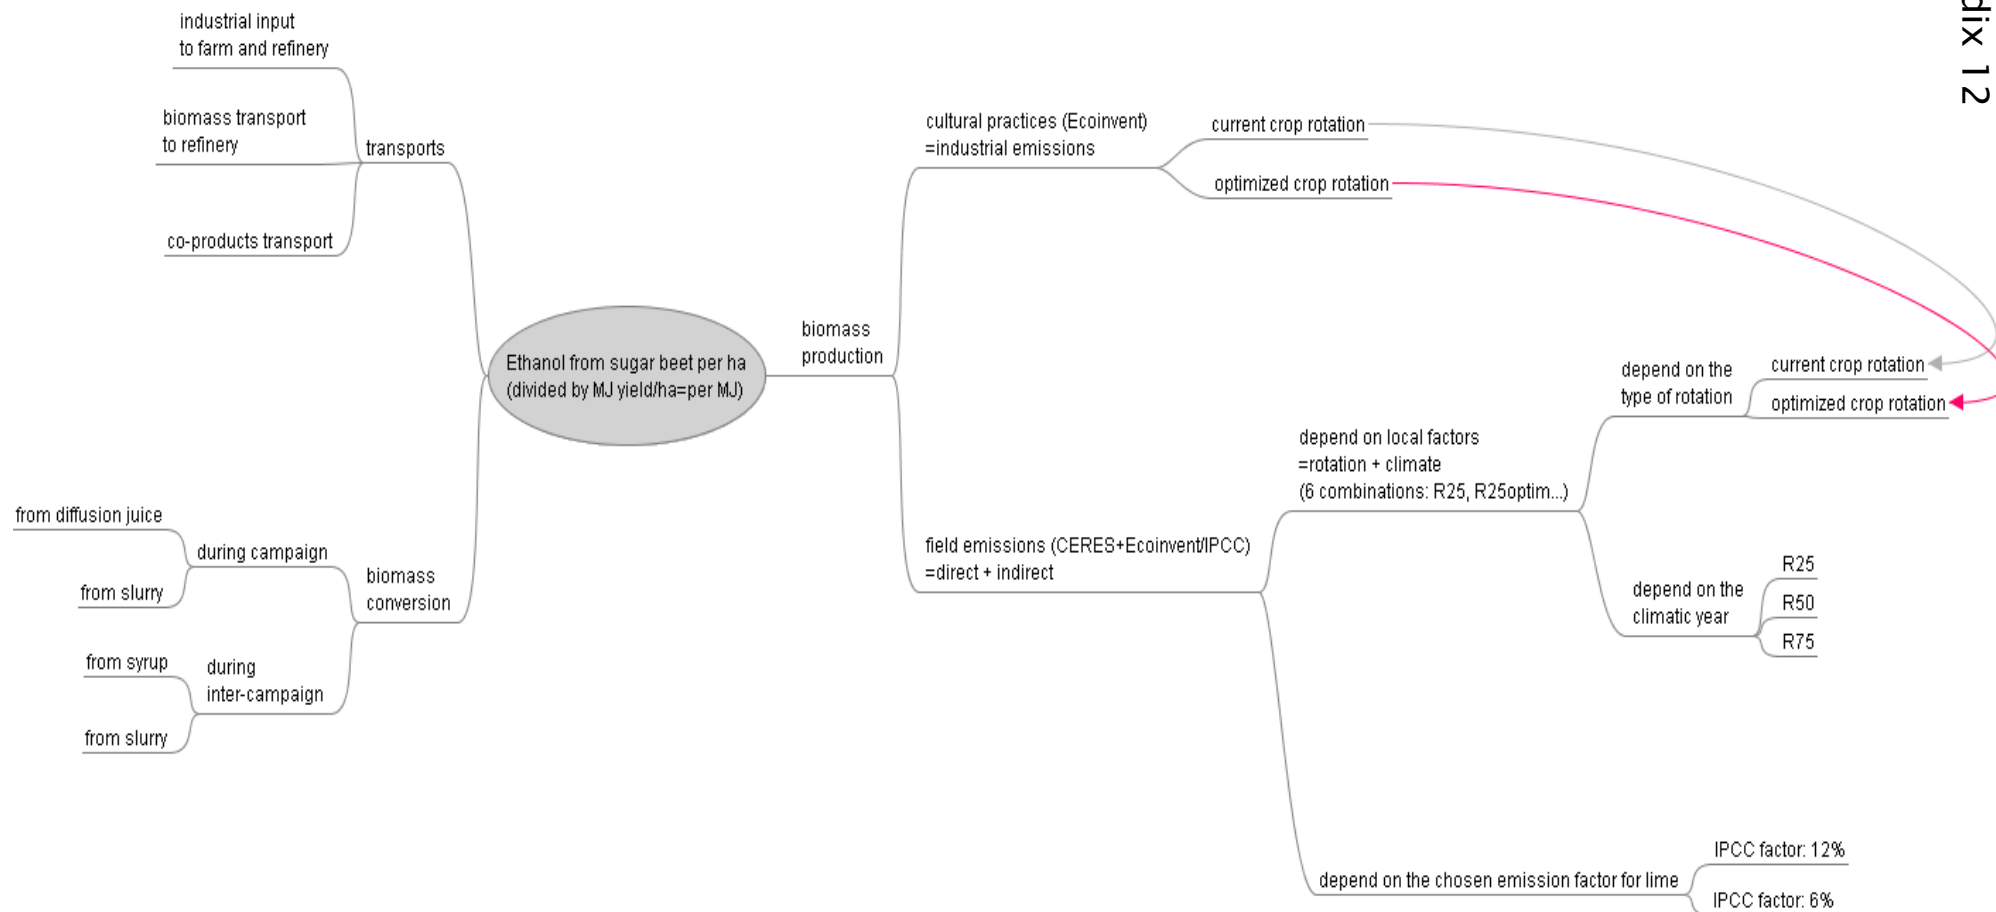 dix 12
industrial input
to farm and refinery
biomass transport
to refinery
transports
co-products transport
cultural practices (Ecoinvent)
=industrial emissions
current crop rotation
optimized crop rotation
Ethanol from sugar beet per ha
(divided by MJ yield/ha=per MJ)
biomass
production
depend on the
type of rotation
current crop rotation
optimized crop rotation
depend on local factors
=rotation + climate
(6 combinations: R25, R25optim...)
field emissions (CERES+Ecoinvent/IPCC)
=direct + indirect
depend on the
climatic year
R25
R50
R75
from diffusion juice
during campaign
from slurry
biomass
conversion
from syrup
during
inter-campaign
from slurry
depend on the chosen emission factor for lime
IPCC factor: 12%
IPCC factor: 6%